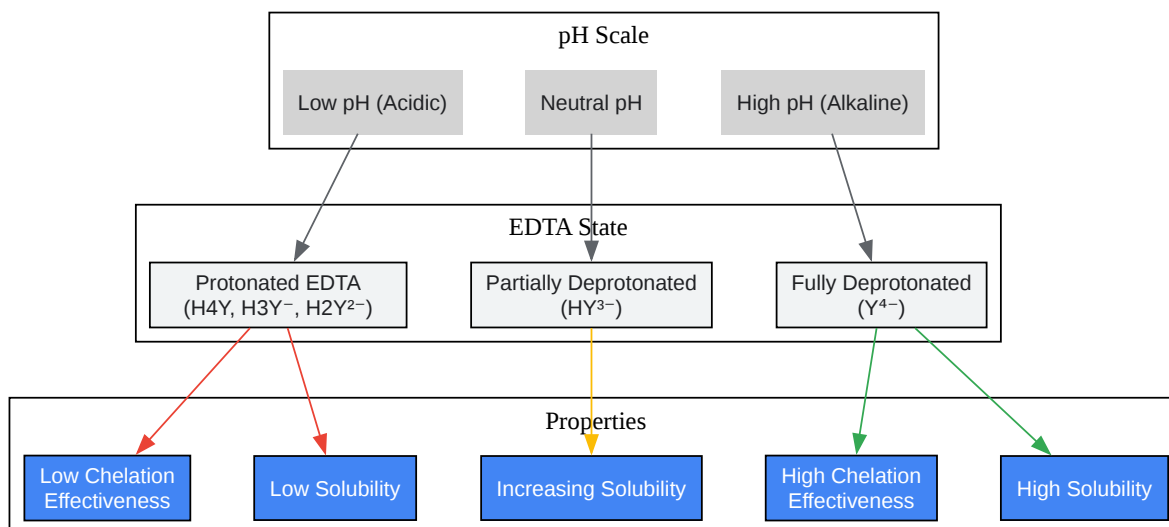 pH Scale
Low pH (Acidic)
Neutral pH
High pH (Alkaline)
EDTA State
Protonated EDTA
(H4Y, H3Y⁻, H2Y²⁻)
Partially Deprotonated
(HY³⁻)
Fully Deprotonated
(Y⁴⁻)
Properties
Low Chelation
Effectiveness
Low Solubility
Increasing Solubility
High Chelation
Effectiveness
High Solubility